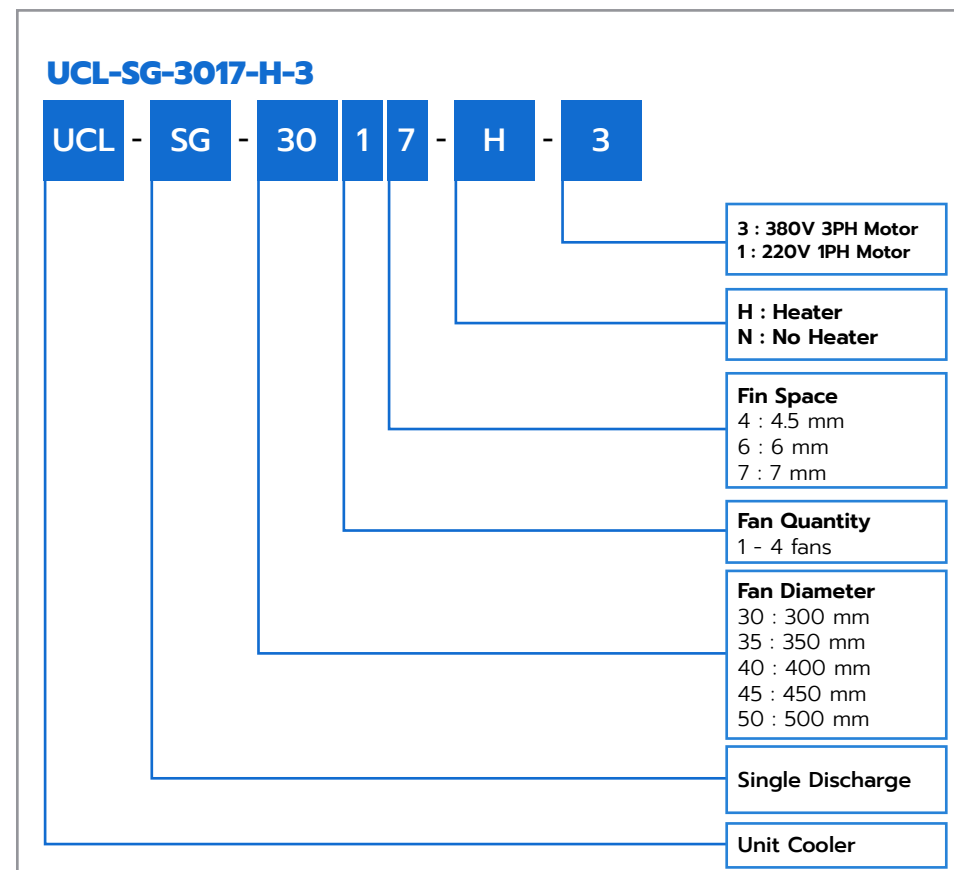 UCL-SG-3017-H-3
UCL - SG - 30 1 7 - H - 3
3 : 380V 3PH Motor
1 : 220V 1PH Motor
H : Heater
N : No Heater
Fin Space
4 : 4.5 mm
6 : 6 mm
7 : 7 mm
Fan Quantity
1 - 4 fans
Fan Diameter
30 : 300 mm
35 : 350 mm
40 : 400 mm
45 : 450 mm
50 : 500 mm
Single Discharge
Unit Cooler